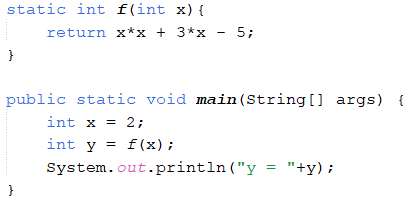 static int f(int x){
    return x*x + 3*x - 5;
}

public static void main(String[] args) {
    int x = 2;
    int y = f(x);
    System.out.println("y = "+y);
}